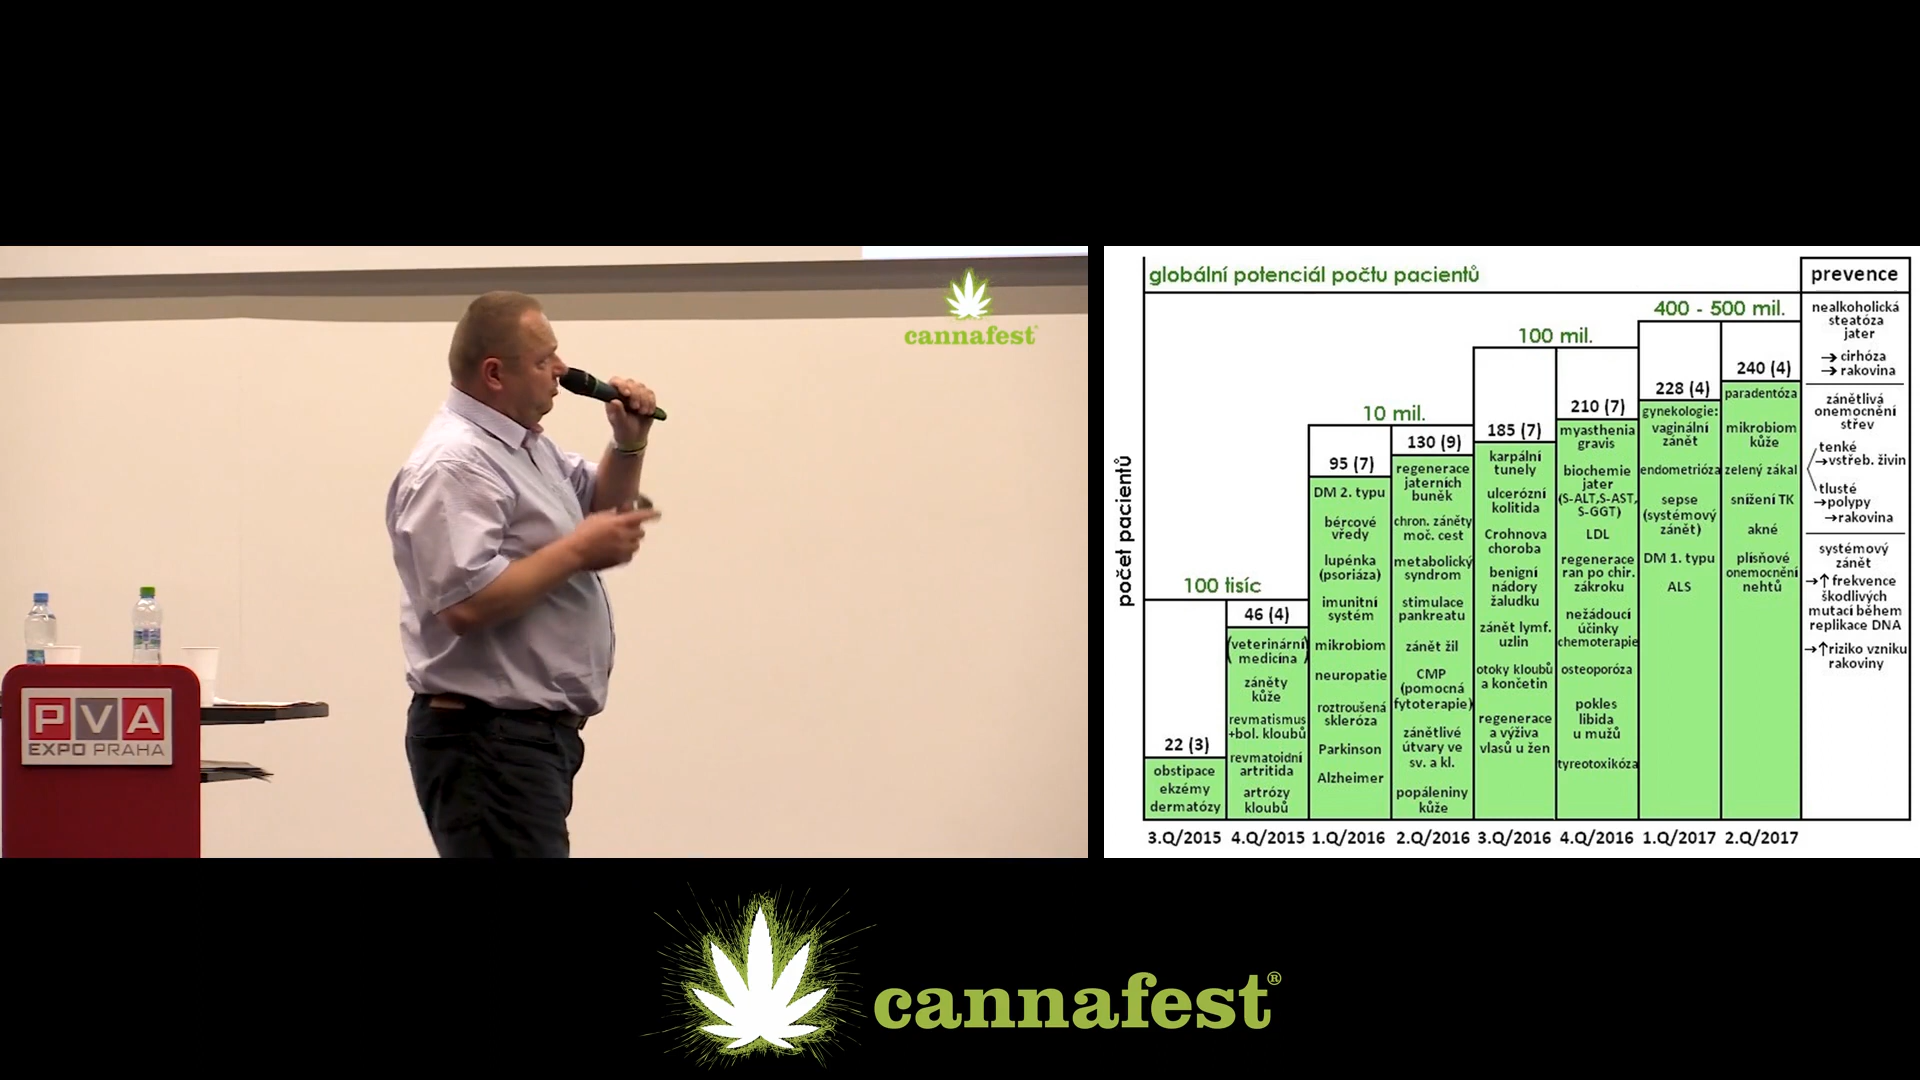 cannafest
PVA
EXPO PRAHA
globální potenciál počtu pacientů
prevence
počet pacientů
100 tisíc
10 mil.
100 mil.
400 - 500 mil.
22 (3)
obstipace
ekzémy
dermatózy
3.Q/2015
46 (4)
(veterinární
medicína)
záněty
kůže
revmatismus
+bol. kloubů
revmatoidní
artritida
artrózy
kloubů
4.Q/2015
95 (7)
DM 2. typu
bércové
vředy
lupénka
(psoriáza)
imunitní
systém
mikrobiom
neuropatie
roztroušená
skleróza
Parkinson
Alzheimer
1.Q/2016
130 (9)
regenerace
jaterních
buněk
chron. záněty
moč. cest
metabolický
syndrom
stimulace
pankreatu
zánět žil
CMP
(pomocná
fytoterapie)
zánětlivé
útvary ve
sv. a kl.
popáleniny
kůže
2.Q/2016
185 (7)
karpální
tunely
ulcerózní
kolitida
Crohnova
choroba
benigní
nádory
žaludku
zánět lymf.
uzlin
otoky kloubů
a končetin
regenerace
a výživa
vlasů u žen
3.Q/2016
210 (7)
myasthenia
gravis
biochemie
jater
(S-ALT,S-AST,
S-GGT)
LDL
regenerace
ran po chir.
zákroku
nežádoucí
účinky
chemoterapie
osteoporóza
pokles
libida
u mužů
tyreotoxikóza
4.Q/2016
228 (4)
gynekologie:
vaginální
zánět
endometrióza
sepse
(systémový
zánět)
DM 1. typu
ALS
1.Q/2017
240 (4)
paradentóza
mikrobiom
kůže
zelený zákal
snížení TK
akné
plísňové
onemocnění
nehtů
2.Q/2017
nealkoholická
steatóza
jater
→ cirhóza
→ rakovina
zánětlivá
onemocnění
střev
tenké
→vstřeb. živin
tlusté
→polypy
→rakovina
systémový
zánět
→↑frekvence
škodlivých
mutací během
replikace DNA
→↑riziko vzniku
rakoviny
cannafest®